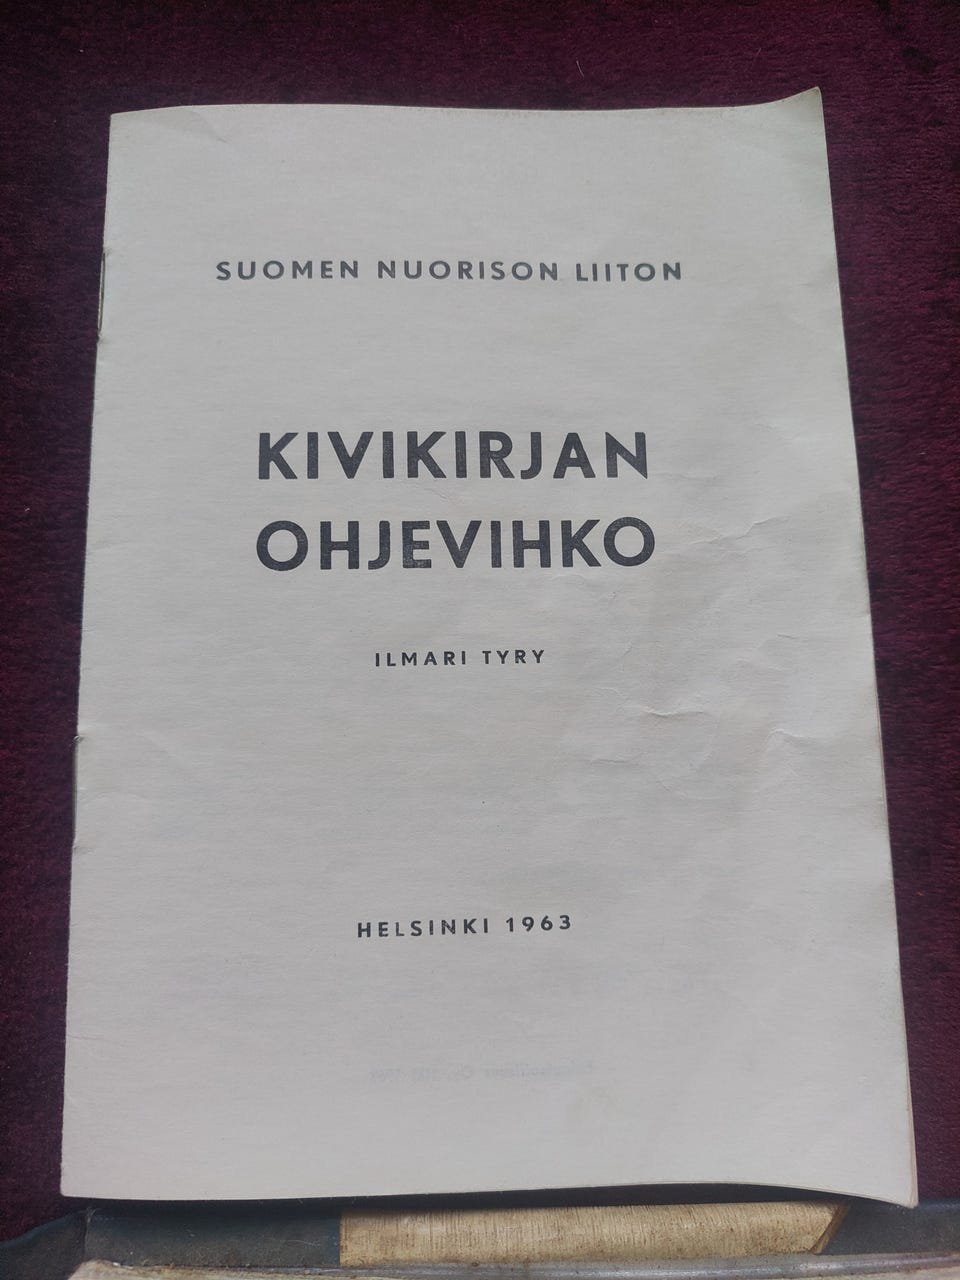 SUOMEN NUORISON LIITON
KIVIKIRJAN
OHJEVIHKO
ILMARI TYRY
HELSINKI 1963